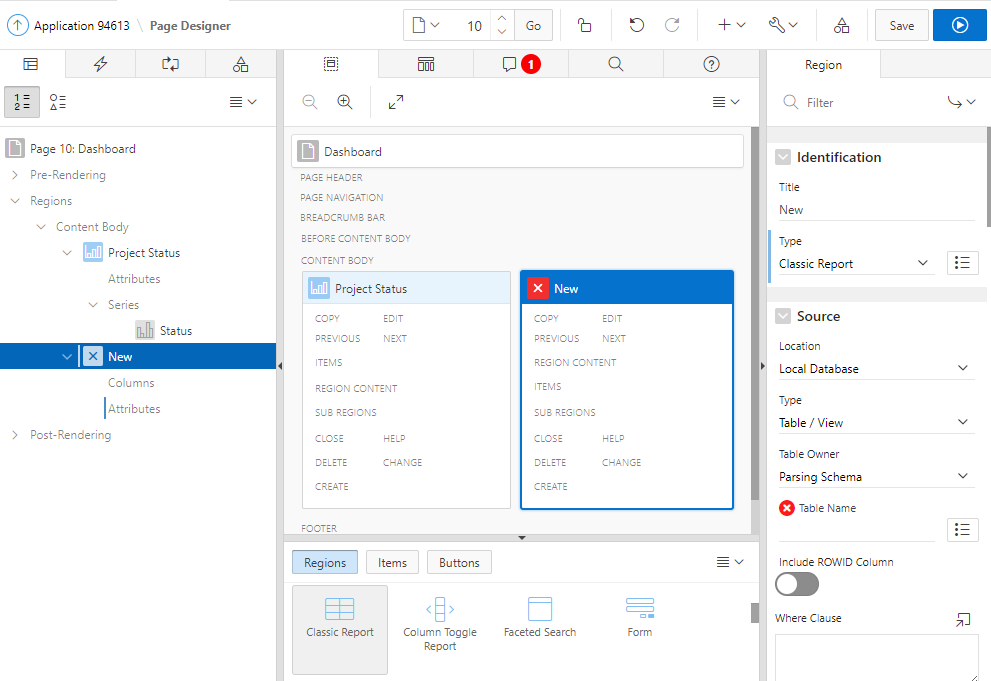 Application 94613 \ Page Designer
10
Go
Save
1
Region
Filter
Page 10: Dashboard
Pre-Rendering
Regions
Content Body
Project Status
Attributes
Series
Status
New
Columns
Attributes
Post-Rendering
Dashboard
PAGE HEADER
PAGE NAVIGATION
BREADCRUMB BAR
BEFORE CONTENT BODY
CONTENT BODY
Project Status
COPY EDIT
PREVIOUS NEXT
ITEMS
REGION CONTENT
SUB REGIONS
CLOSE HELP
DELETE CHANGE
CREATE
New
COPY EDIT
PREVIOUS NEXT
REGION CONTENT
ITEMS
SUB REGIONS
CLOSE HELP
DELETE CHANGE
CREATE
FOOTER
Regions Items Buttons
Classic Report
Column Toggle
Report
Faceted Search
Form
Identification
Title
New
Type
Classic Report
Source
Location
Local Database
Type
Table / View
Table Owner
Parsing Schema
Table Name
Include ROWID Column
Where Clause